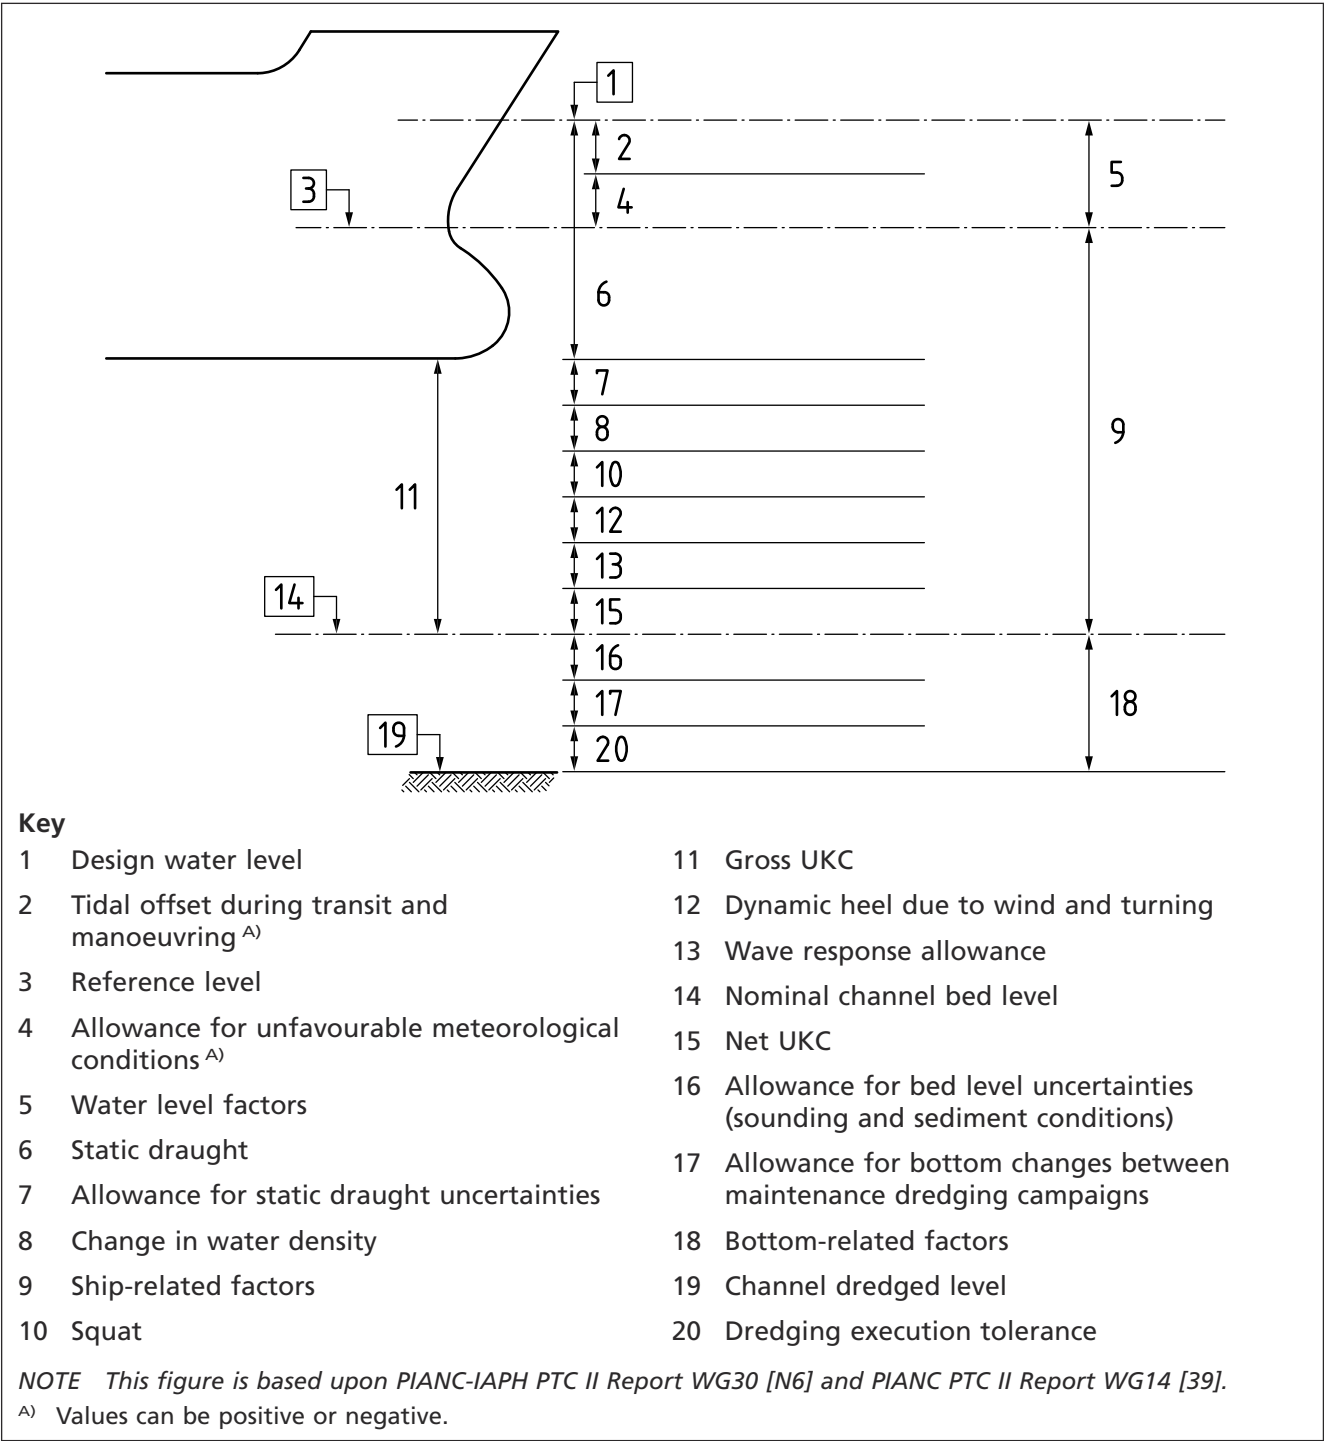 1
2
5
3
4
6
7
8
9
10
11
12
13
14
15
16
17
18
19
20
Key
1 Design water level
2 Tidal offset during transit and
manoeuvring A)
3 Reference level
4 Allowance for unfavourable meteorological
conditions A)
5 Water level factors
6 Static draught
7 Allowance for static draught uncertainties
8 Change in water density
9 Ship-related factors
10 Squat
11 Gross UKC
12 Dynamic heel due to wind and turning
13 Wave response allowance
14 Nominal channel bed level
15 Net UKC
16 Allowance for bed level uncertainties
(sounding and sediment conditions)
17 Allowance for bottom changes between
maintenance dredging campaigns
18 Bottom-related factors
19 Channel dredged level
20 Dredging execution tolerance
NOTE This figure is based upon PIANC-IAPH PTC II Report WG30 [N6] and PIANC PTC II Report WG14 [39].
A) Values can be positive or negative.